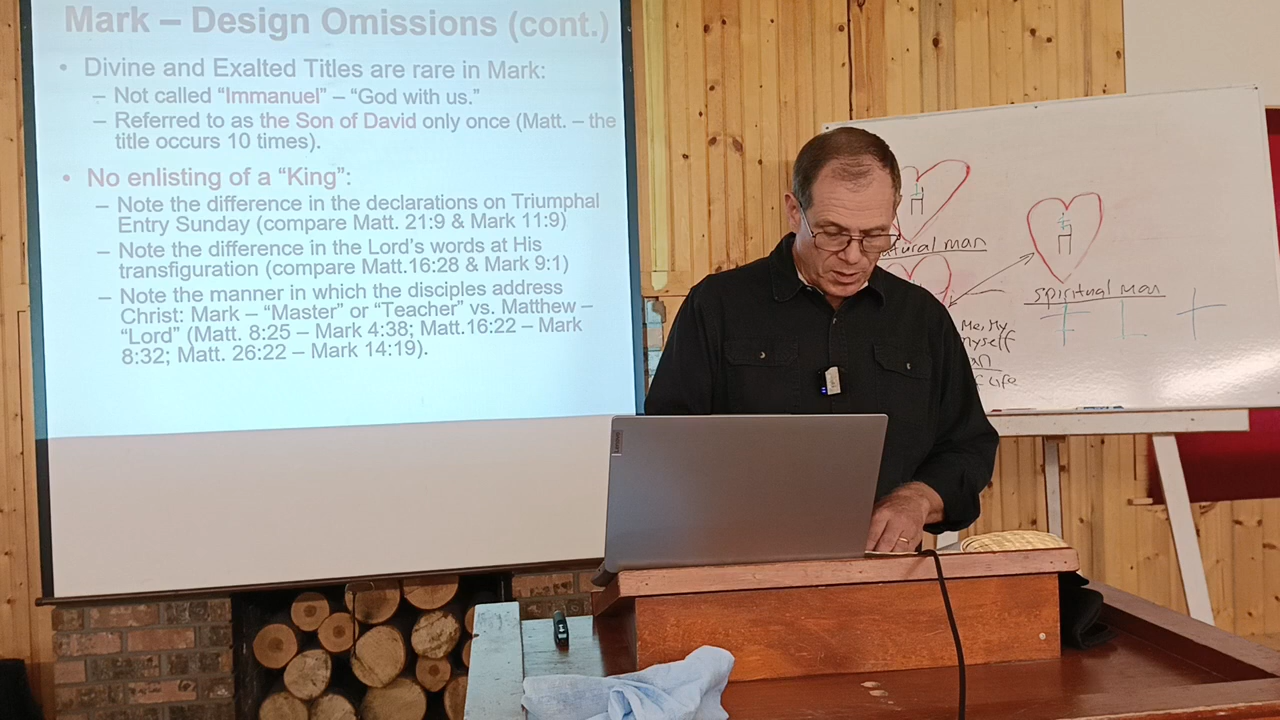 Mark – Design Omissions (cont.)
• Divine and Exalted Titles are rare in Mark:
– Not called “Immanuel” – “God with us.”
– Referred to as the Son of David only once (Matt. – the
title occurs 10 times).
• No enlisting of a “King”:
– Note the difference in the declarations on Triumphal
Entry Sunday (compare Matt. 21:9 & Mark 11:9)
– Note the difference in the Lord’s words at His
transfiguration (compare Matt.16:28 & Mark 9:1)
– Note the manner in which the disciples address
Christ: Mark – “Master” or “Teacher” vs. Matthew –
“Lord” (Matt. 8:25 – Mark 4:38; Matt.16:22 – Mark
8:32; Matt. 26:22 – Mark 14:19).
man
spiritual man
Me, My
myself
Life